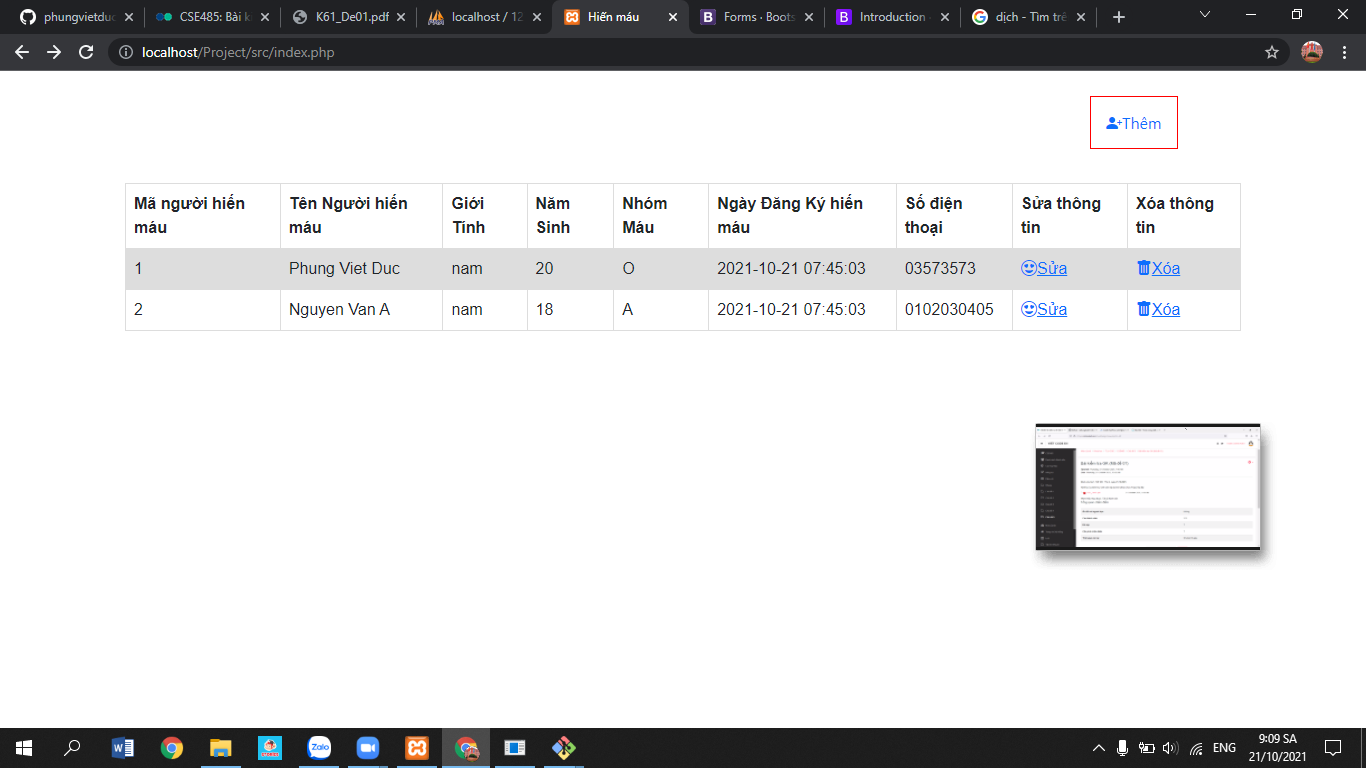 phungvietduc
CSE485: Bài k
K61_De01.pdf
localhost / 12
Hiến máu
Forms · Boots
Introduction ·
dịch - Tìm trê
localhost/Project/src/index.php
Thêm
Mã người hiến máu
Tên Người hiến máu
Giới Tính
Năm Sinh
Nhóm Máu
Ngày Đăng Ký hiến máu
Số điện thoại
Sửa thông tin
Xóa thông tin
1 Phung Viet Duc nam 20 O 2021-10-21 07:45:03 03573573 Sửa Xóa
2 Nguyen Van A nam 18 A 2021-10-21 07:45:03 0102030405 Sửa Xóa
Zalo
ENG
9:09 SA
21/10/2021